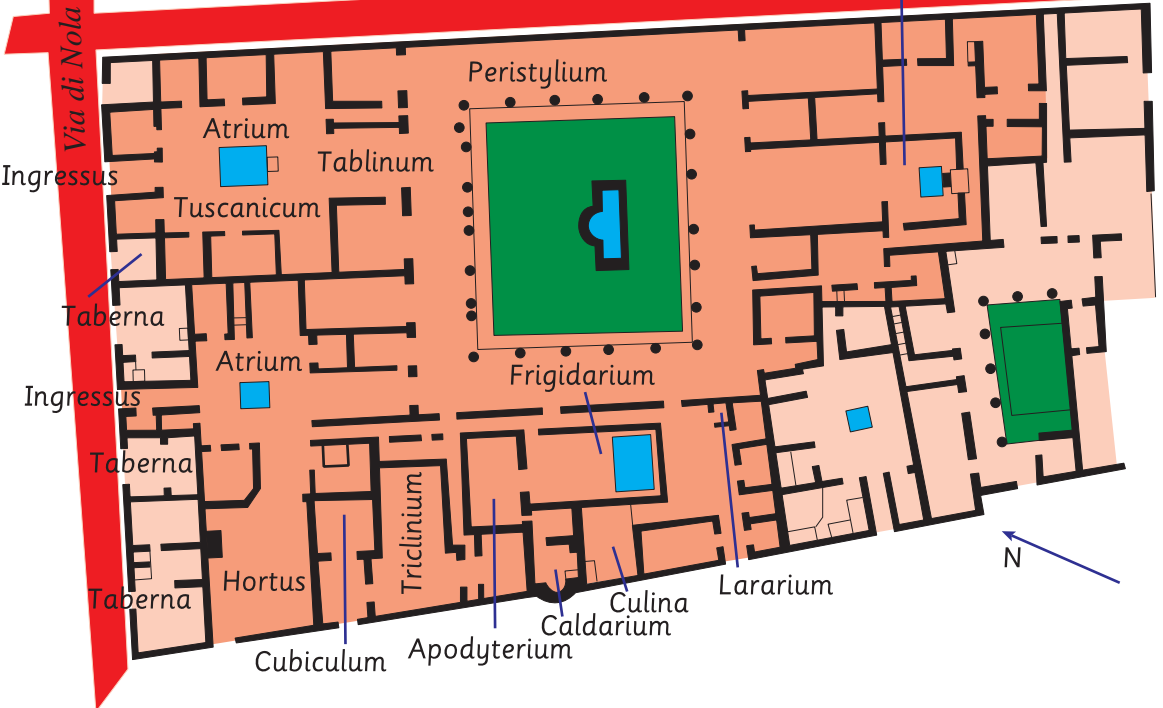 Via di Nola
Peristylium
Atrium
Tablinum
Ingressus
Tuscanicum
Taberna
Atrium
Frigidarium
Ingressus
Taberna
Triclinium
N
Hortus
Lararium
Taberna
Culina
Caldarium
Apodyterium
Cubiculum